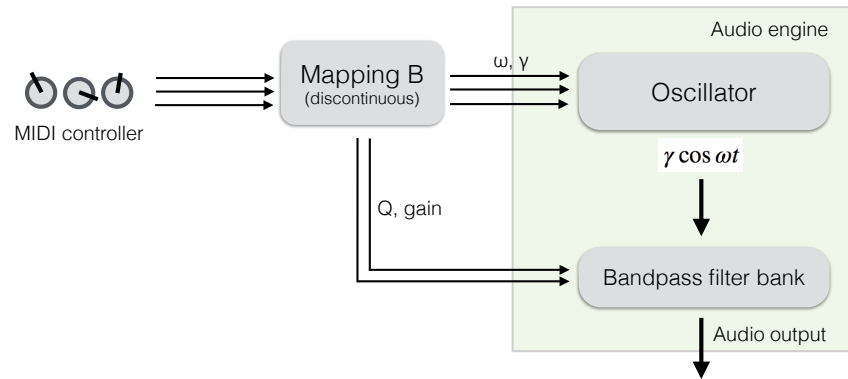 Audio engine
Mapping B
(discontinuous)
ω, γ
Oscillator
MIDI controller
γ cos ωt
Q, gain
Bandpass filter bank
Audio output